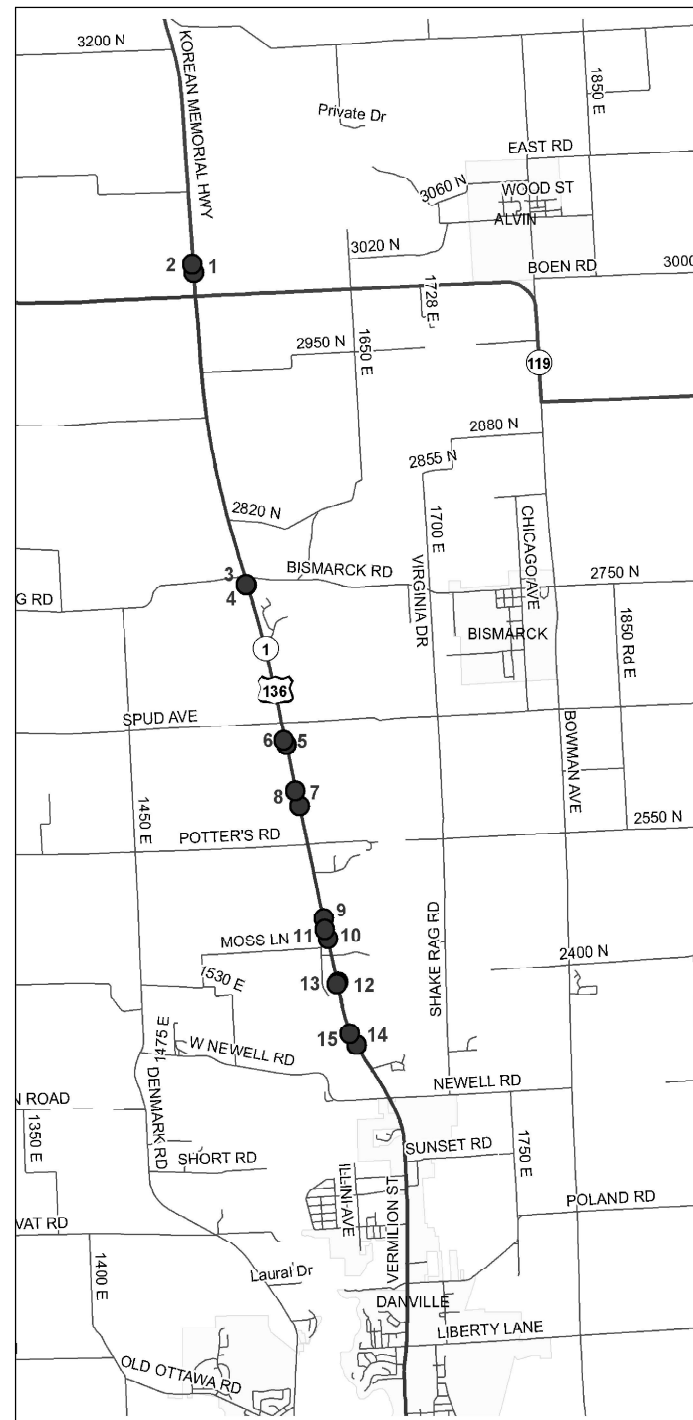 3200 N
KOREAN MEMORIAL HWY
1850 E
Private Dr
EAST RD
3060 N
WOOD ST
ALVIN
3020 N
2
1
BOEN RD
3000
1728 E
1650 E
2950 N
119
2880 N
2855 N
1700 E
2820 N
CHICAGO AVE
VIRGINIA DR
3
BISMARCK RD
2750 N
4
G RD
1850 Rd E
BISMARCK
1
136
SPUD AVE
BOWMAN AVE
6
5
8
7
1450 E
2550 N
POTTER'S RD
SHAKE RAG RD
9
MOSS LN
11
10
2400 N
1530 E
13
12
1475 E
15
14
W NEWELL RD
DENMARK RD
NEWELL RD
N ROAD
1350 E
1750 E
SUNSET RD
SHORT RD
ILLINI AVE
VERMILION ST
POLAND RD
VAT RD
1400 E
Laural Dr
DANVILLE
LIBERTY LANE
OLD OTTAWA RD